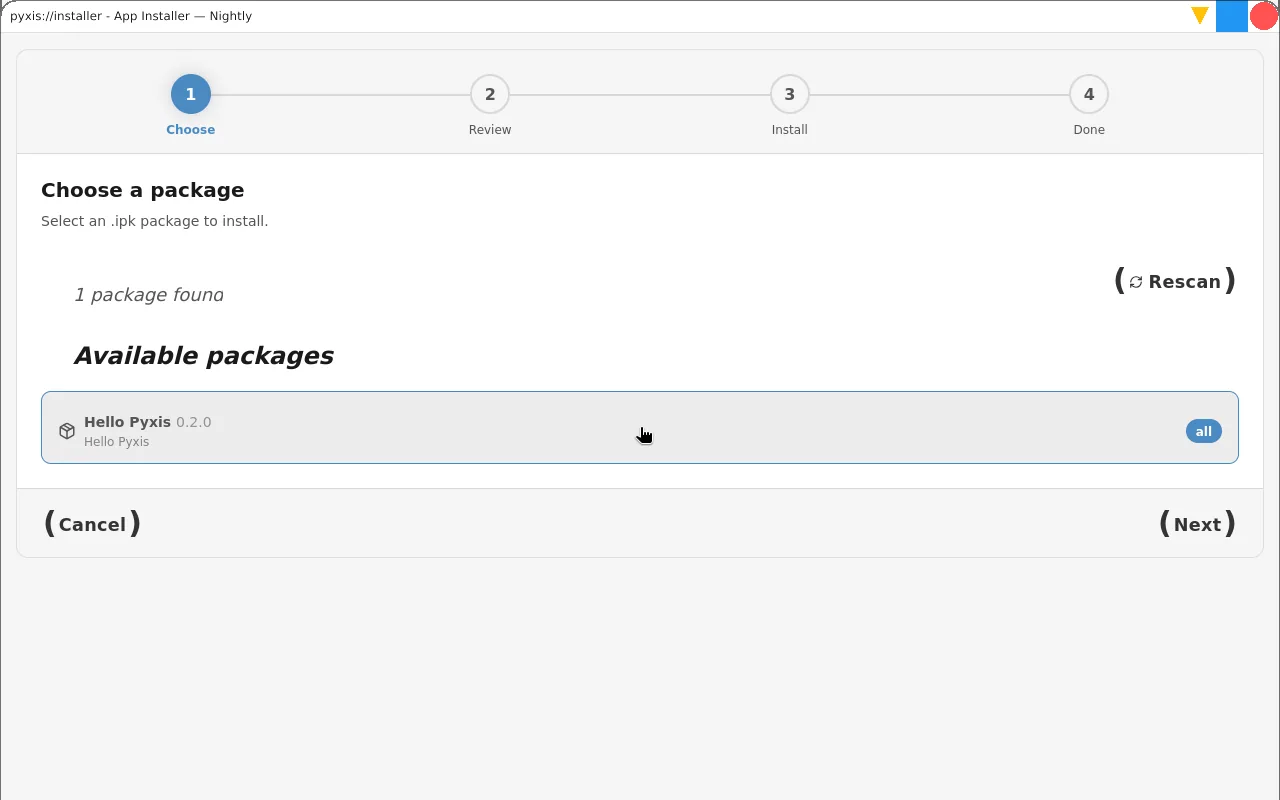 pyxis://installer - App Installer — Nightly
1
2
3
4
Choose
Review
Install
Done
Choose a package
Select an .ipk package to install.
1 package found
( Rescan )
Available packages
Hello Pyxis 0.2.0
Hello Pyxis
all
( Cancel )
( Next )